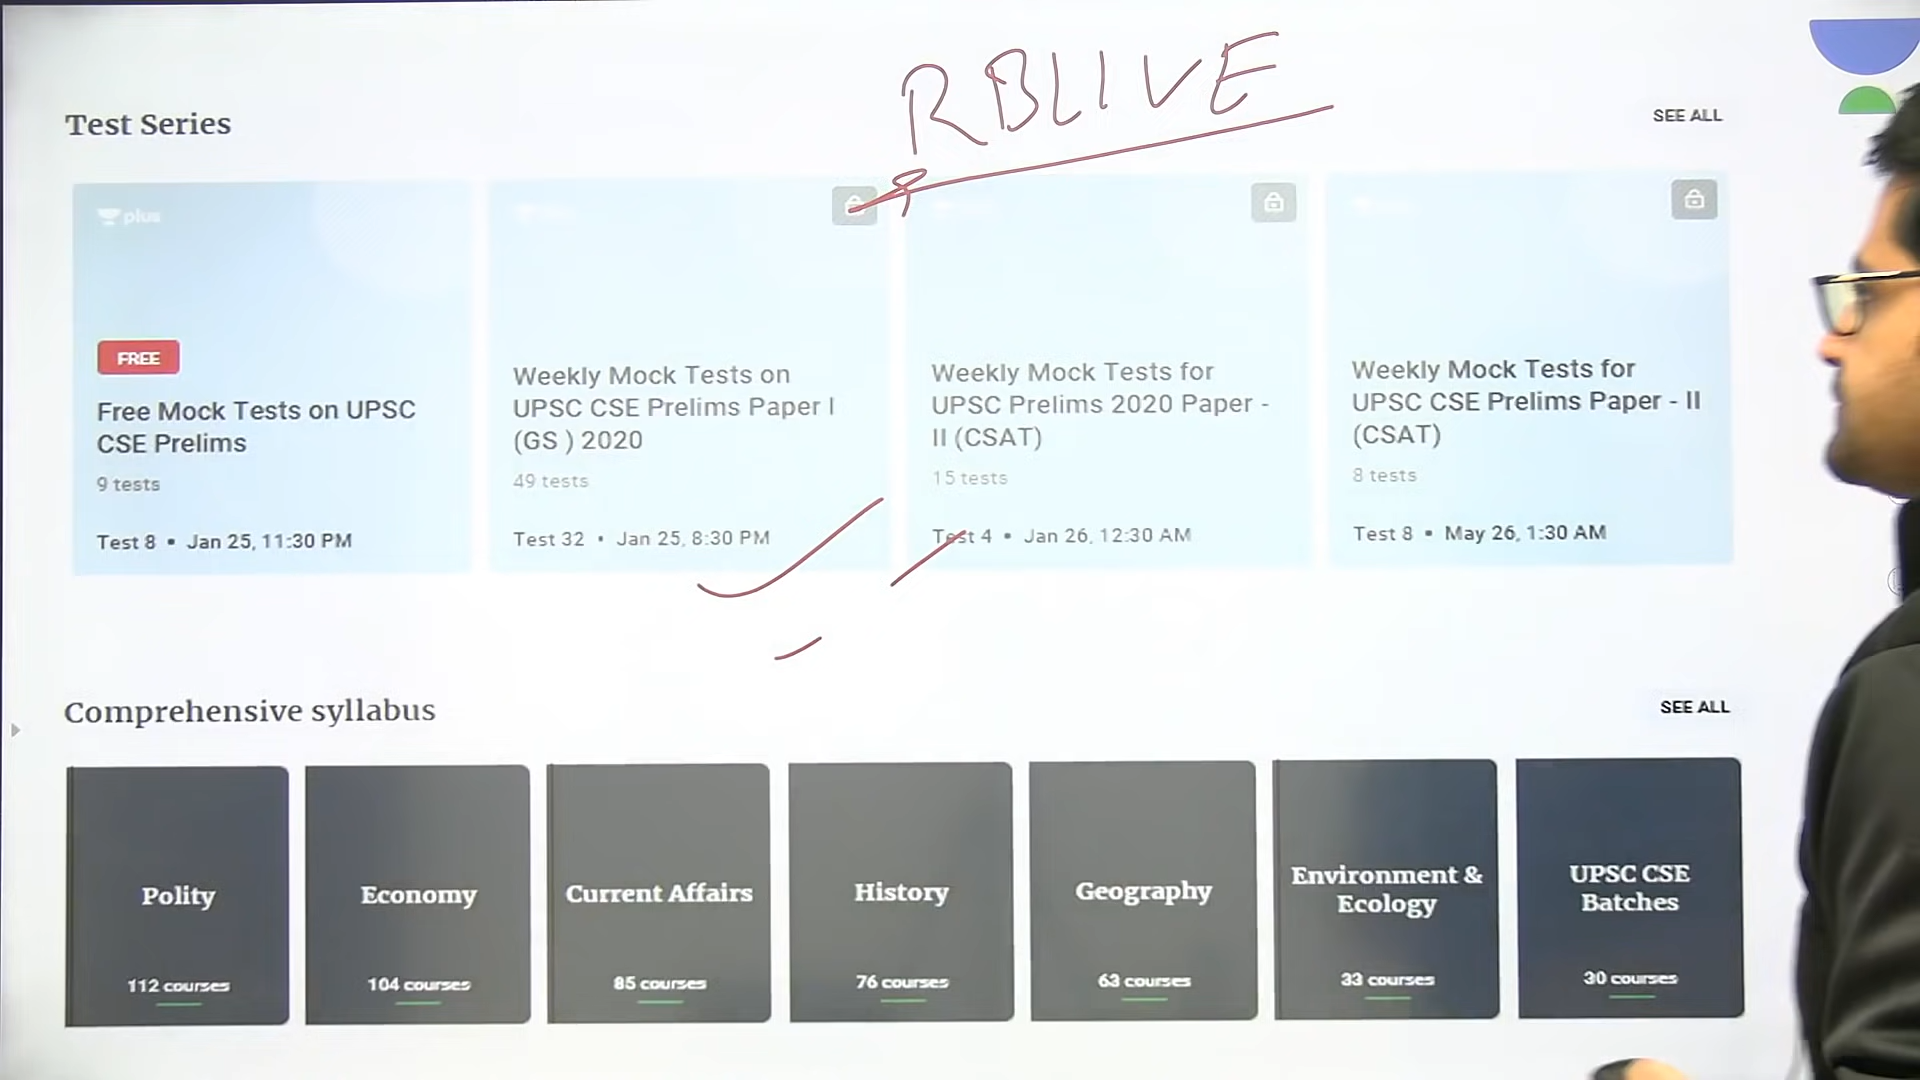 RBLIVE
Test Series
SEE ALL
plus
FREE
Free Mock Tests on UPSC
CSE Prelims
9 tests
Test 8 • Jan 25, 11:30 PM
Weekly Mock Tests on
UPSC CSE Prelims Paper I
(GS ) 2020
49 tests
Test 32 • Jan 25, 8:30 PM
Weekly Mock Tests for
UPSC Prelims 2020 Paper -
II (CSAT)
15 tests
Test 4 • Jan 26, 12:30 AM
Weekly Mock Tests for
UPSC CSE Prelims Paper - II
(CSAT)
8 tests
Test 8 • May 26, 1:30 AM
Comprehensive syllabus
SEE ALL
Polity
112 courses
Economy
104 courses
Current Affairs
85 courses
History
76 courses
Geography
63 courses
Environment &
Ecology
33 courses
UPSC CSE
Batches
30 courses